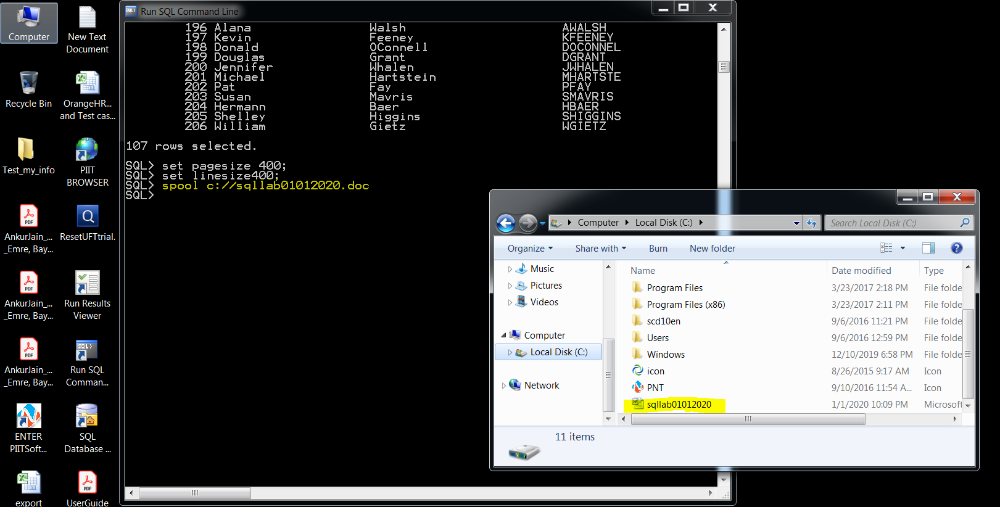 Computer
New Text
Document
Recycle Bin
OrangeHR...
and Test cas...
Test_my_info
PIIT
BROWSER
AnkurJain_...
_Emre, Bay...
ResetUFTtrial.
AnkurJain_...
_Emre, Bay...
Run Results
Viewer
AnkurJain_...
_Emre, Bay...
Run SQL
Comman...
ENTER
PIITSoft...
SQL
Database ...
export
UserGuide
Run SQL Command Line
196 Alana Walsh AWALSH
197 Kevin Feeney KFEENEY
198 Donald OConnell DOCONNEL
199 Douglas Grant DGRANT
200 Jennifer Whalen JWHALEN
201 Michael Hartstein MHARTSTE
202 Pat Fay PFAY
203 Susan Mavris SMAVRIS
204 Hermann Baer HBAER
205 Shelley Higgins SHIGGINS
206 William Gietz WGIETZ
107 rows selected.
SQL> set pagesize 400;
SQL> set linesize400;
SQL> spool c://sqllab01012020.doc
SQL>
Computer Local Disk (C:)
Search Local Disk (C:)
Organize Share with Burn New folder
Music
Pictures
Videos
Computer
Local Disk (C:)
Network
Name Date modified Type
Program Files 3/23/2017 2:18 PM File folde
Program Files (x86) 3/23/2017 2:11 PM File folde
scd10en 9/6/2016 11:21 PM File folde
Users 9/6/2016 12:59 PM File folde
Windows 12/10/2019 6:58 PM File folde
icon 8/26/2015 9:17 AM Icon
PNT 9/10/2016 11:54 A... Icon
sqllab01012020 1/1/2020 10:09 PM Microsoft
11 items